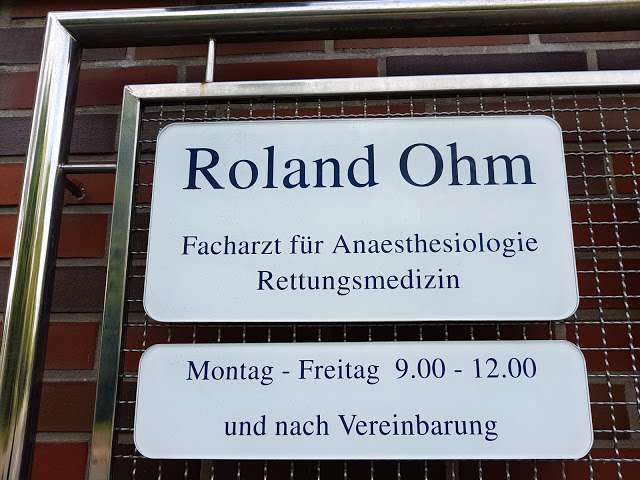 Roland Ohm
Facharzt für Anaesthesiologie
Rettungsmedizin
Montag - Freitag 9.00 - 12.00
und nach Vereinbarung